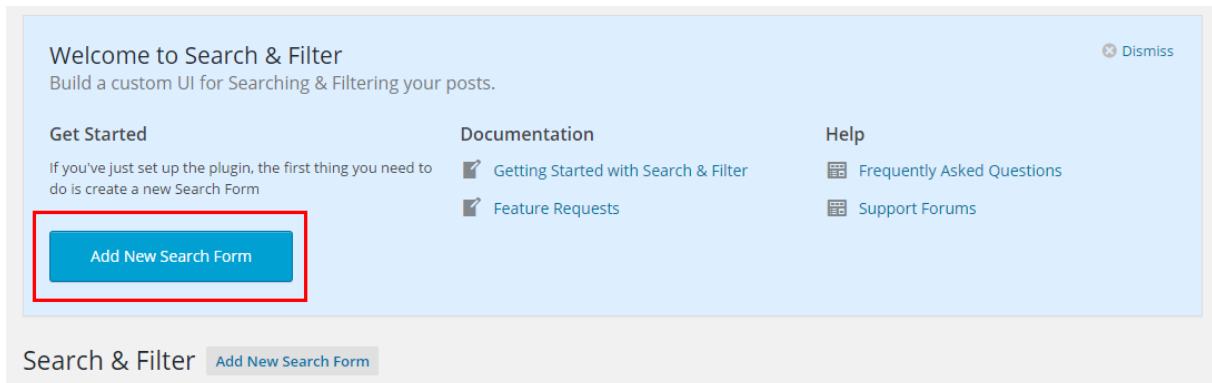 Welcome to Search & Filter
Dismiss
Build a custom UI for Searching & Filtering your posts.
Get Started
If you've just set up the plugin, the first thing you need to
do is create a new Search Form
Add New Search Form
Documentation
Getting Started with Search & Filter
Feature Requests
Help
Frequently Asked Questions
Support Forums
Search & Filter
Add New Search Form